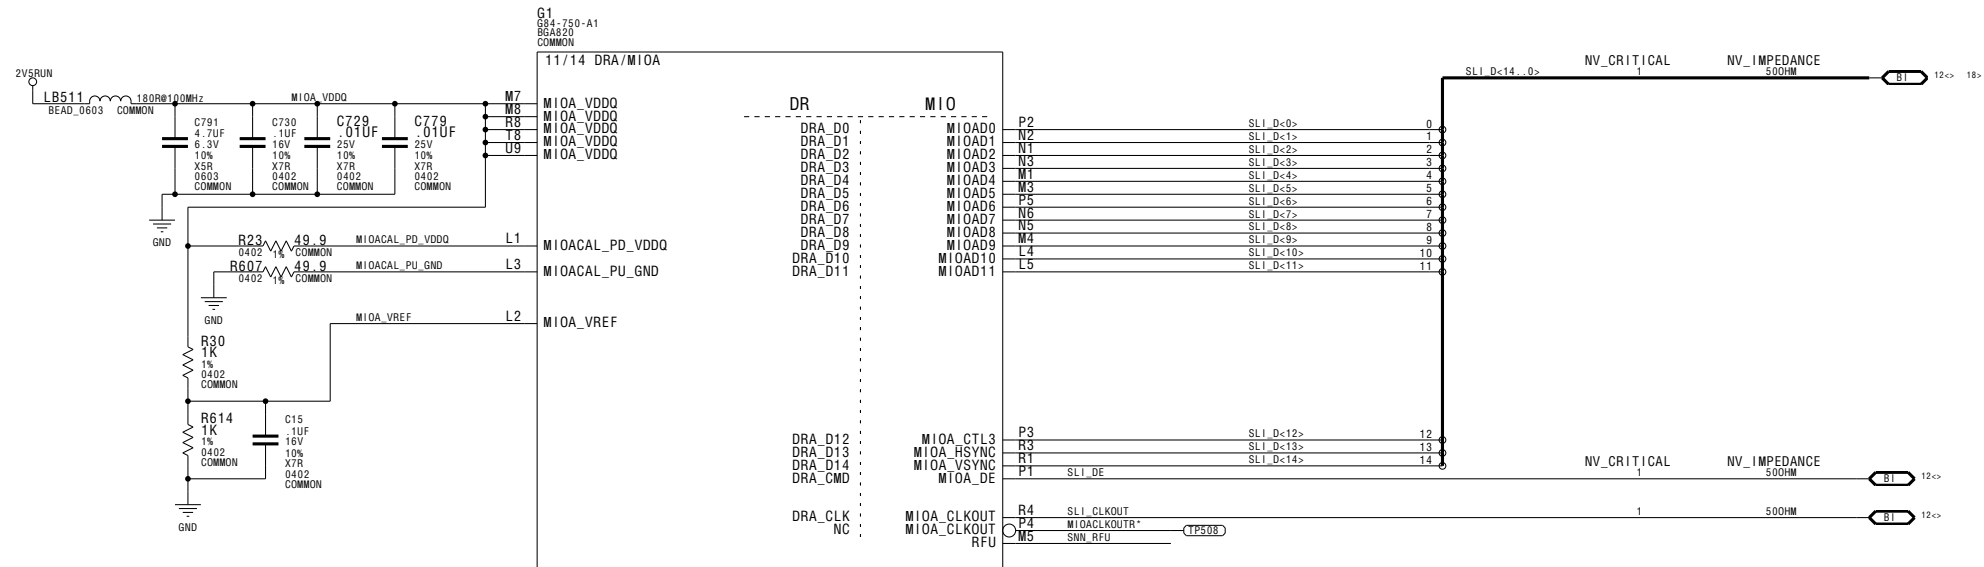 G1
G84-750-A1
BGA820
COMMON
11/14 DRA/MIOA
2V5RUN
LB511 180R@100MHz
BEAD_0603 COMMON
MIOA_VDDQ
C791
4.7UF
6.3V
10%
X5R
0603
COMMON
C730
.1UF
16V
10%
X7R
0402
COMMON
C729
.01UF
25V
10%
X7R
0402
COMMON
C779
.01UF
25V
10%
X7R
0402
COMMON
GND
M7 MIOA_VDDQ
M8 MIOA_VDDQ
R8 MIOA_VDDQ
T8 MIOA_VDDQ
U9 MIOA_VDDQ
R23 49.9 MIOACAL_PD_VDDQ L1 MIOACAL_PD_VDDQ
0402 1% COMMON
R607 49.9 MIOACAL_PU_GND L3 MIOACAL_PU_GND
0402 1% COMMON
GND
MIOA_VREF L2 MIOA_VREF
R30
1K
1%
0402
COMMON
R614
1K
1%
0402
COMMON
C15
.1UF
16V
10%
X7R
0402
COMMON
GND
DR MIO
DRA_D0 MIOAD0 P2 SLI_D<0> 0
DRA_D1 MIOAD1 N2 SLI_D<1> 1
DRA_D2 MIOAD2 N1 SLI_D<2> 2
DRA_D3 MIOAD3 N3 SLI_D<3> 3
DRA_D4 MIOAD4 M1 SLI_D<4> 4
DRA_D5 MIOAD5 M3 SLI_D<5> 5
DRA_D6 MIOAD6 P5 SLI_D<6> 6
DRA_D7 MIOAD7 N6 SLI_D<7> 7
DRA_D8 MIOAD8 N5 SLI_D<8> 8
DRA_D9 MIOAD9 M4 SLI_D<9> 9
DRA_D10 MIOAD10 L4 SLI_D<10> 10
DRA_D11 MIOAD11 L5 SLI_D<11> 11
DRA_D12 MIOA_CTL3 P3 SLI_D<12> 12
DRA_D13 MIOA_HSYNC R3 SLI_D<13> 13
DRA_D14 MIOA_VSYNC R1 SLI_D<14> 14
DRA_CMD MIOA_DE P1 SLI_DE
DRA_CLK MIOA_CLKOUT R4 SLI_CLKOUT
NC MIOA_CLKOUT P4 MIOACLKOUTR* TP508
RFU M5 SNN_RFU
NV_CRITICAL NV_IMPEDANCE
SLI_D<14..0> 1 50OHM BI 12<> 18>
NV_CRITICAL NV_IMPEDANCE
1 50OHM BI 12<>
1 50OHM BI 12<>